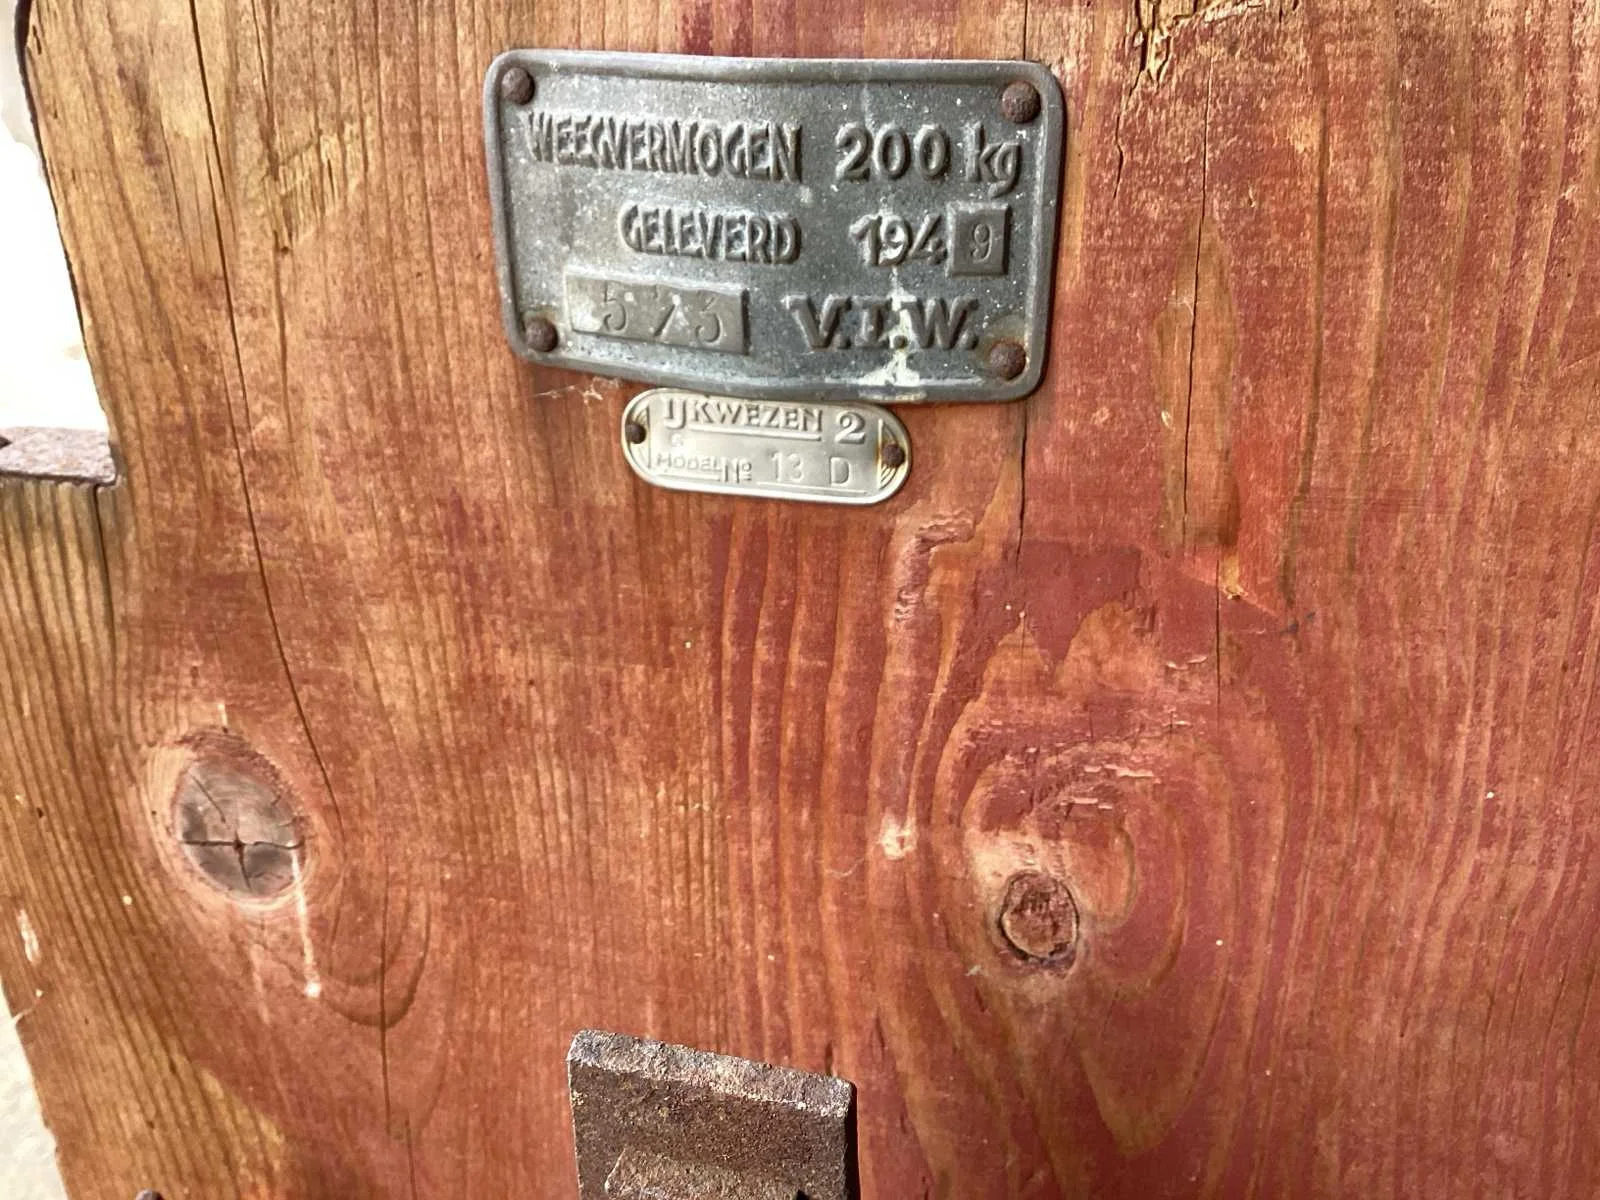 WEEGVERMOGEN 200 kg
GELEVERD 1949
573 V.I.W.
IJKWEZEN 2
G
MODEL No 13 D